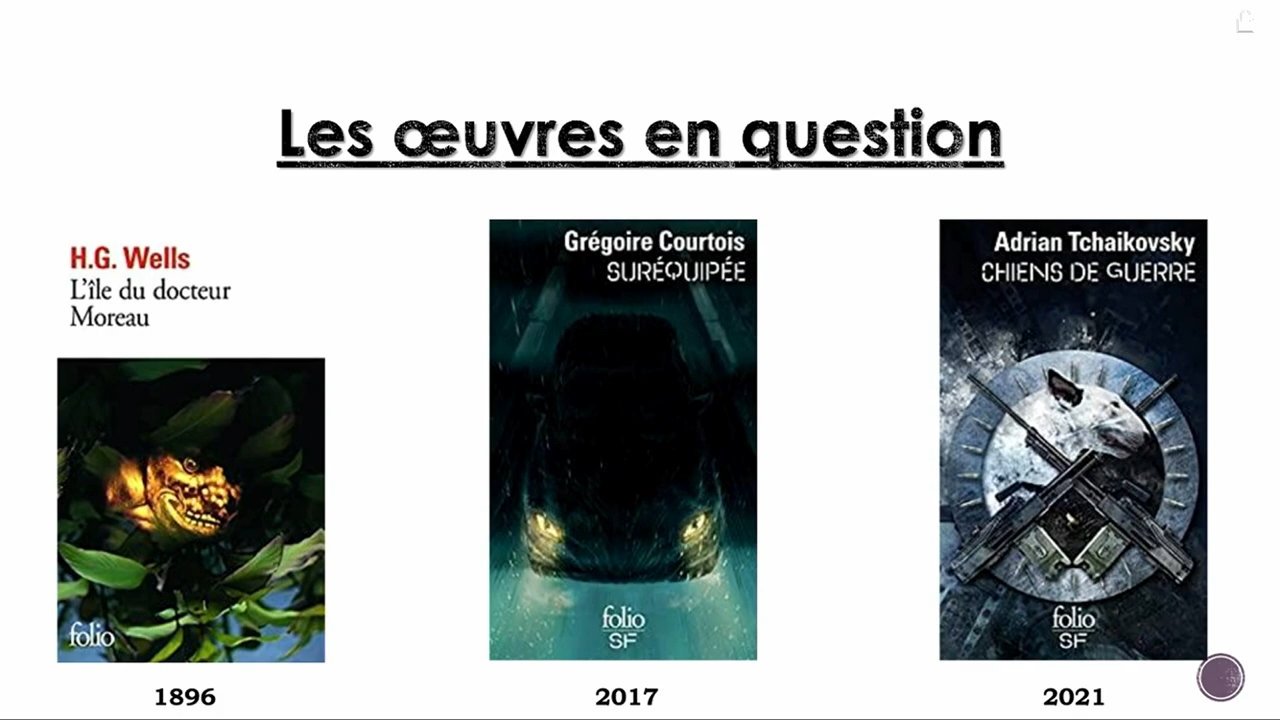 Les œuvres en question
H.G. Wells
L'île du docteur
Moreau
folio
1896
Grégoire Courtois
SURÉQUIPÉE
folio
SF
2017
Adrian Tchaikovsky
CHIENS DE GUERRE
folio
SF
2021